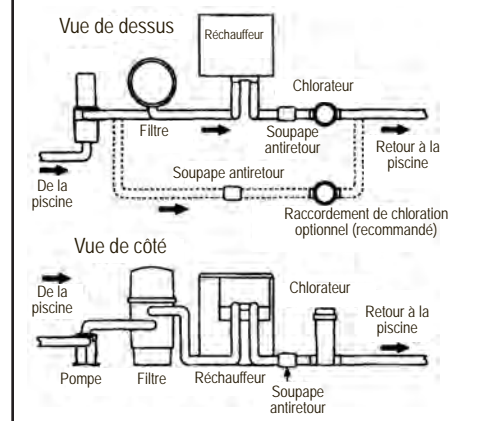 Vue de dessus
Réchauffeur
Chlorateur
Filtre
Soupape
antiretour
Retour à la
piscine
Soupape antiretour
De la
piscine
Raccordement de chloration
optionnel (recommandé)
Vue de côté
De la
piscine
Chlorateur
Retour à la
piscine
Pompe
Filtre
Réchauffeur
Soupape
antiretour